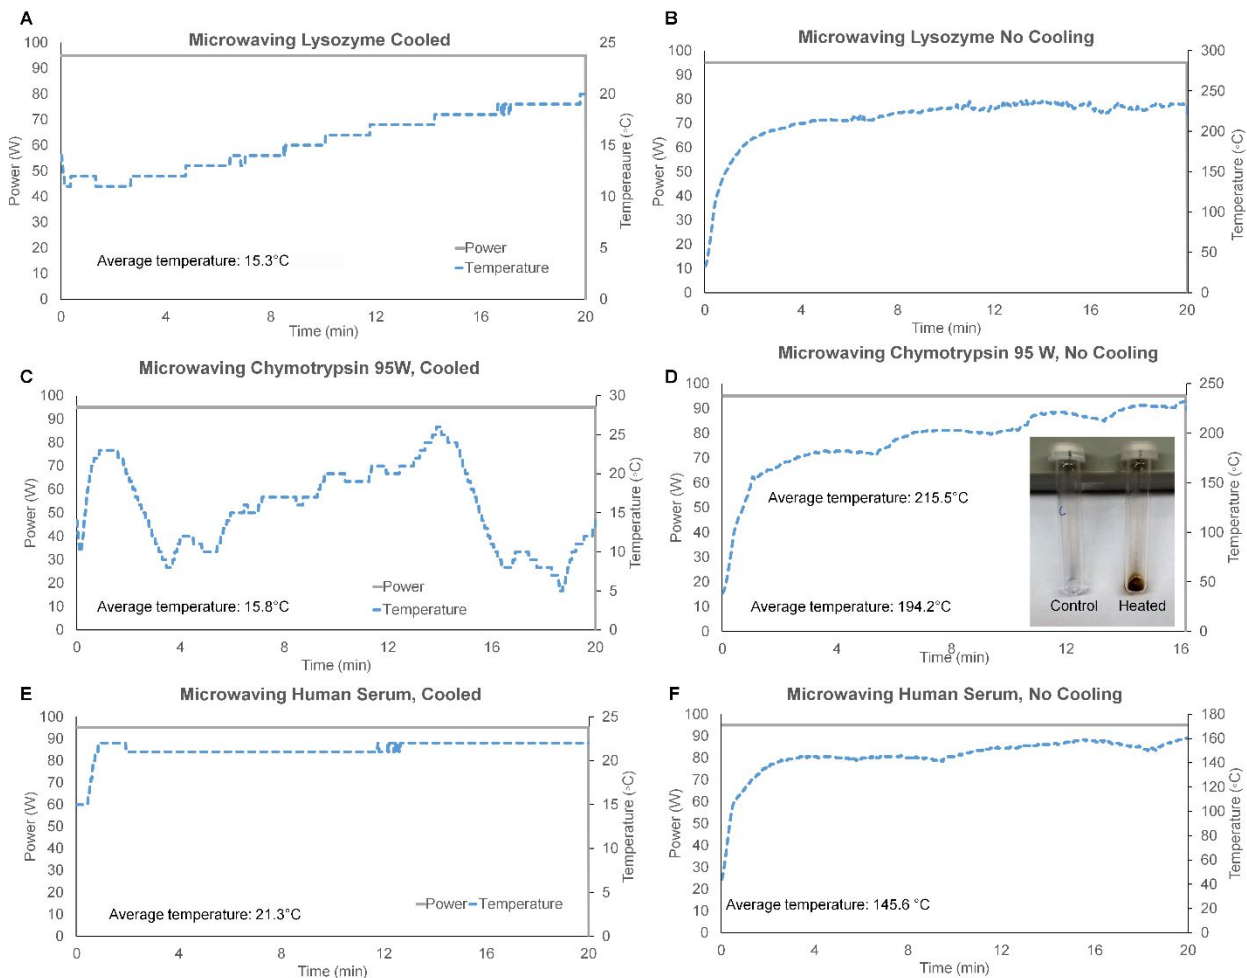 A
Microwaving Lysozyme Cooled
100
90
80
70
60
50
40
30
20
10
0
Power (W)
25
20
15
10
5
0
Tempereaure (◦C)
Average temperature: 15.3°C
Power
Temperature
0 4 8 12 16 20
Time (min)
B
Microwaving Lysozyme No Cooling
100
90
80
70
60
50
40
30
20
10
0
Power (W)
300
250
200
150
100
50
0
Temperature (◦C)
0 4 8 12 16 20
Time (min)
C
Microwaving Chymotrypsin 95W, Cooled
100
90
80
70
60
50
40
30
20
10
0
Power (W)
30
25
20
15
10
5
0
Temperature (◦C)
Power
Temperature
Average temperature: 15.8°C
0 4 8 12 16 20
Time (min)
D
Microwaving Chymotrypsin 95 W, No Cooling
100
90
80
70
60
50
40
30
20
10
0
Power (W)
250
200
150
100
50
0
Temperature (◦C)
Average temperature: 215.5°C
C
Average temperature: 194.2°C
Control Heated
0 2 4 6 8 10 12 14 16
Time (min)
E
Microwaving Human Serum, Cooled
100
90
80
70
60
50
40
30
20
10
0
Power (W)
25
20
15
10
5
0
Temperature (◦C)
Average temperature: 21.3°C
Power Temperature
0 4 8 12 16 20
Time (min)
F
Microwaving Human Serum, No Cooling
100
90
80
70
60
50
40
30
20
10
0
Power (W)
180
160
140
120
100
80
60
40
20
0
Temperature (◦C)
Average temperature: 145.6 °C
0 4 8 12 16 20
Time (min)